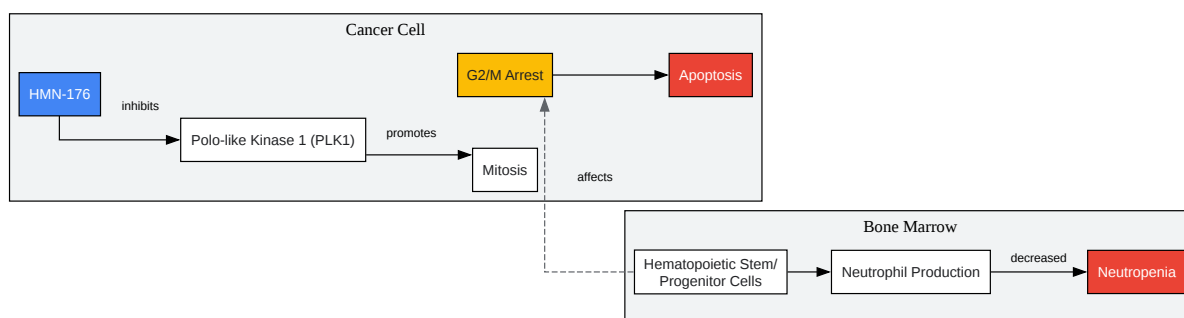 Cancer Cell
HMN-176
inhibits
Polo-like Kinase 1 (PLK1)
promotes
Mitosis
G2/M Arrest
Apoptosis
affects
Bone Marrow
Hematopoietic Stem/
Progenitor Cells
Neutrophil Production
decreased
Neutropenia